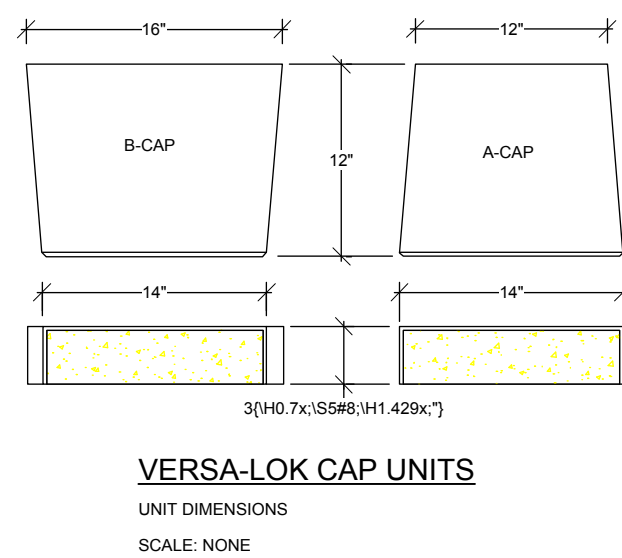 16"
12"
B-CAP
A-CAP
12"
14"
14"
3{\H0.7x;\S5#8;\H1.429x;"}
VERSA-LOK CAP UNITS
UNIT DIMENSIONS
SCALE: NONE